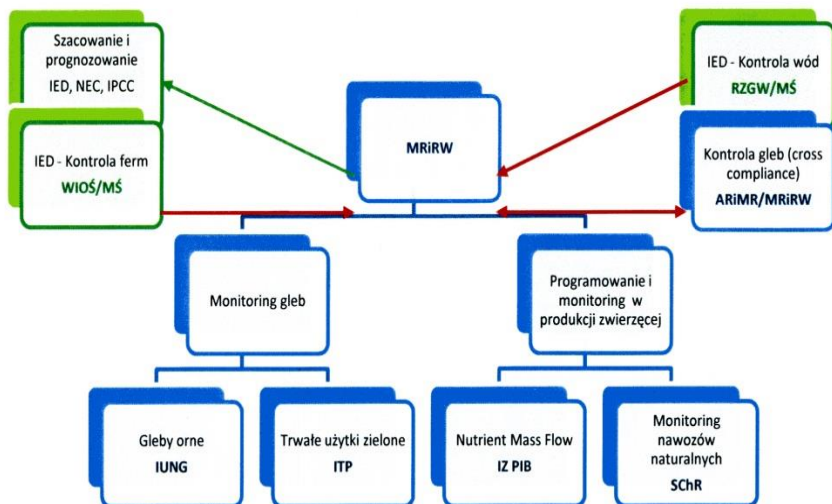 Szacowanie i
prognozowanie
IED, NEC, IPCC
IED - Kontrola ferm
WIOŚ/MŚ
MRiRW
IED - Kontrola wód
RZGW/MŚ
Kontrola gleb (cross
compliance)
ARiMR/MRiRW
Monitoring gleb
Programowanie i
monitoring w
produkcji zwierzęcej
Gleby orne
IUNG
Trwałe użytki zielone
ITP
Nutrient Mass Flow
IZ PIB
Monitoring
nawozów
naturalnych
SChR